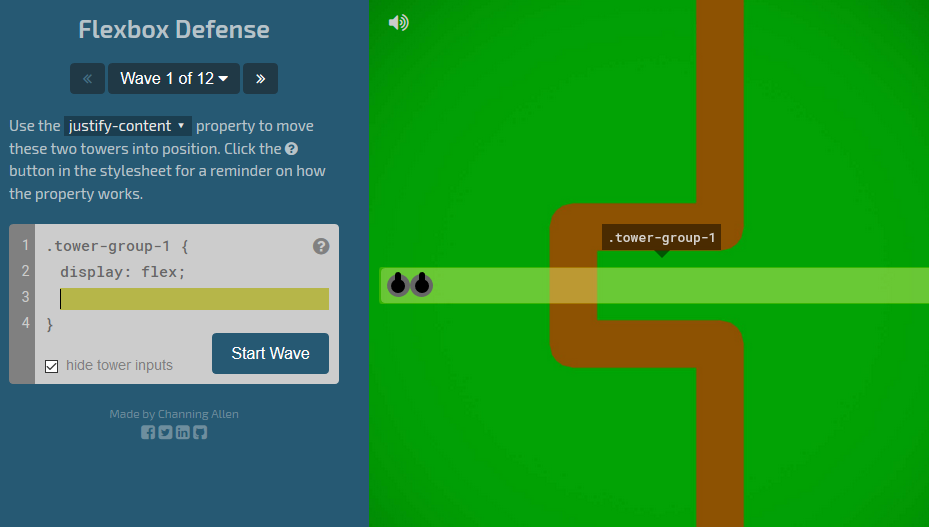 Flexbox Defense
« Wave 1 of 12 »
Use the justify-content property to move
these two towers into position. Click the ?
button in the stylesheet for a reminder on how
the property works.
1 .tower-group-1 { ?
2 display: flex;
3
4 }
hide tower inputs
Start Wave
Made by Channing Allen
.tower-group-1